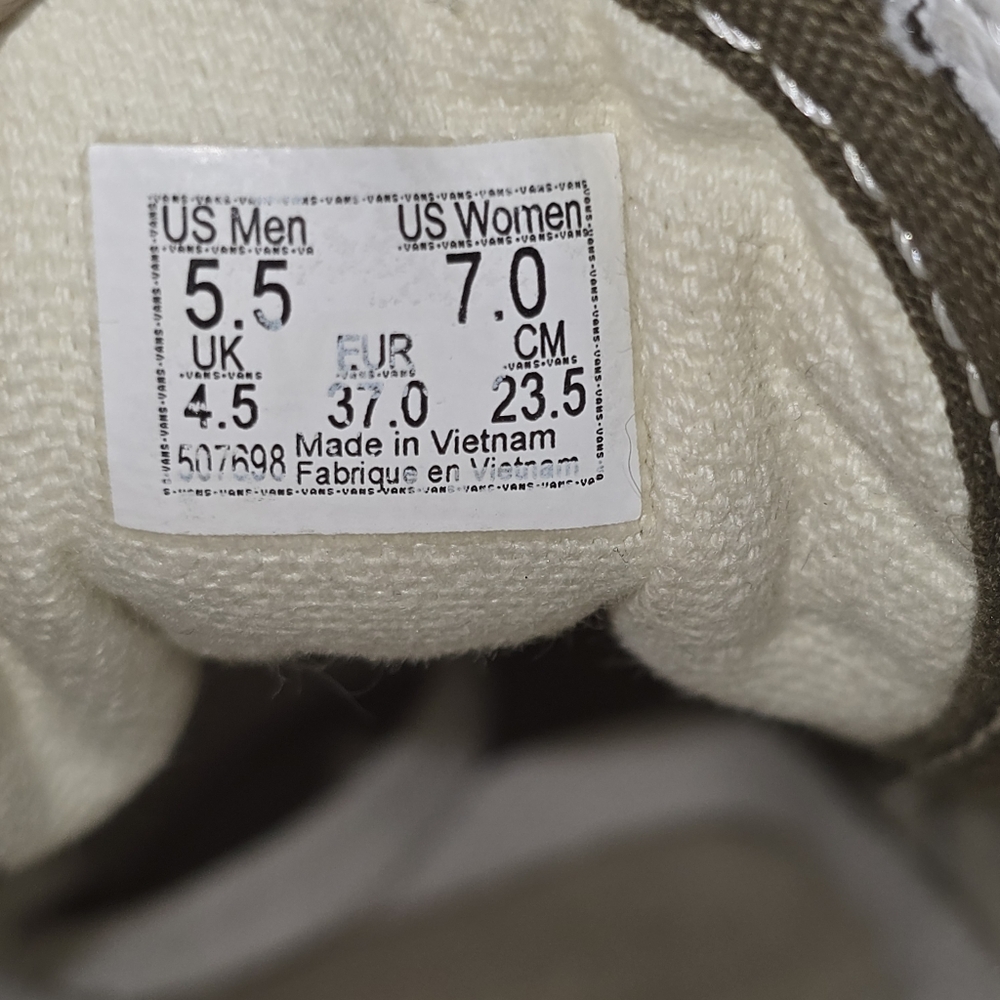 US Men US Women
5.5 7.0
UK EUR CM
4.5 37.0 23.5
507698 Made in Vietnam
Fabrique en Vietnam